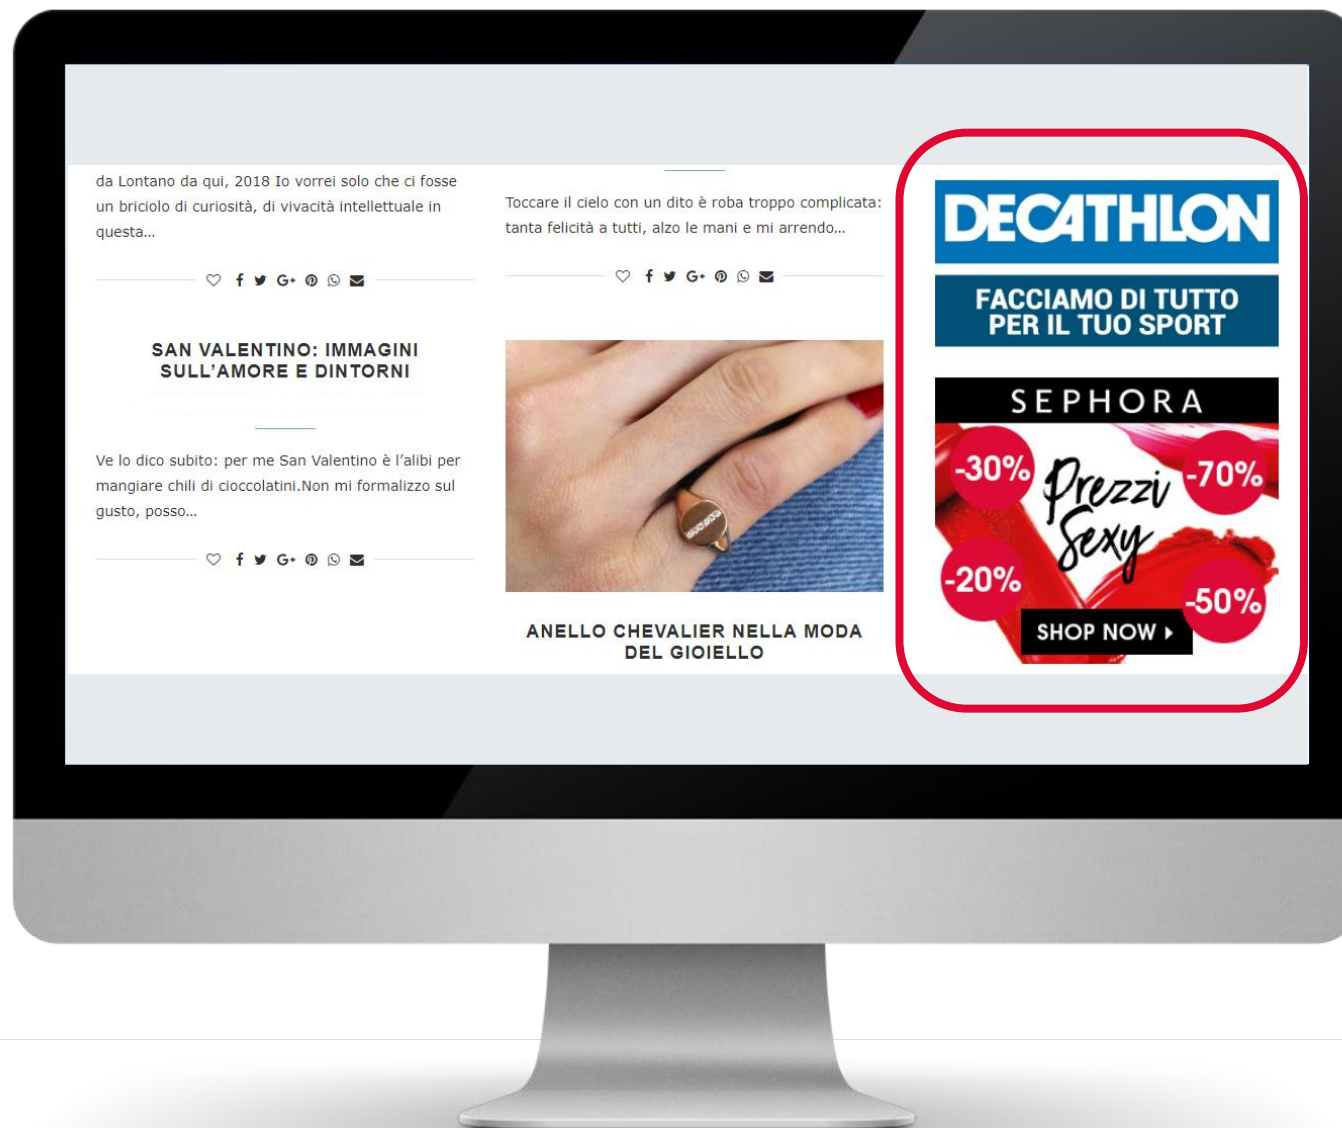 da Lontano da qui, 2018 Io vorrei solo che ci fosse
un briciolo di curiosità, di vivacità intellettuale in
questa...
SAN VALENTINO: IMMAGINI
SULL'AMORE E DINTORNI
Ve lo dico subito: per me San Valentino è l'alibi per
mangiare chili di cioccolatini.Non mi formalizzo sul
gusto, posso...
Toccare il cielo con un dito è roba troppo complicata:
tanta felicità a tutti, alzo le mani e mi arrendo...
ANELLO CHEVALIER NELLA MODA
DEL GIOIELLO
DECATHLON
FACCIAMO DI TUTTO
PER IL TUO SPORT
SEPHORA
-30%
Prezzi
-70%
Sexy
-20%
-50%
SHOP NOW